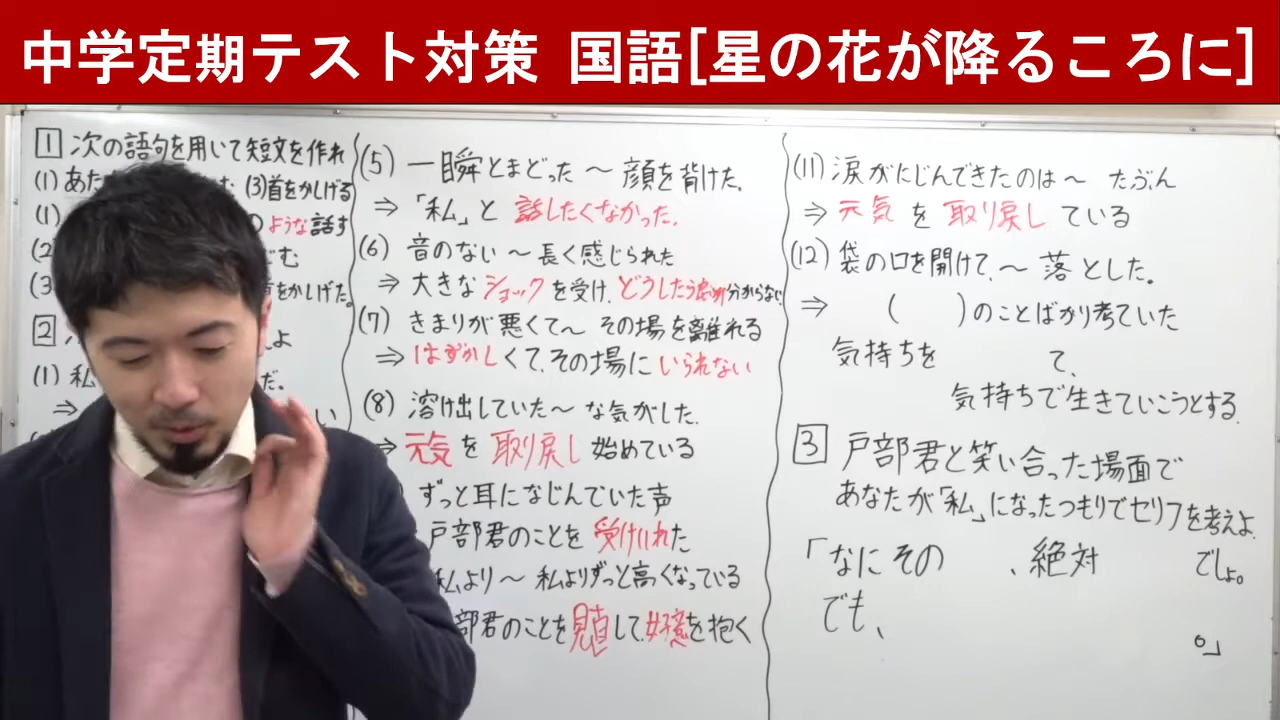 中学定期テスト対策 国語[星の花が降るころに]
1 次の語句を用いて短文を作れ
(1) あた む (3)首をかしげる
(1) ような話す
(2 む
(3 首をかしげた。
2 よ
(1) 私 だ。
⇒ い
(5) 一瞬とまどった 〜 顔を背けた。
⇒ 「私」と 話したくなかった。
(6) 音のない 〜 長く感じられた
⇒ 大きな ショックを受け、どうしたら良いか分からない
(7) きまりが悪くて〜 その場を離れる
⇒ はずかしくて、その場に いられない
(8) 溶け出していた〜 な気がした。
⇒ 元気 を 取り戻し 始めている
ずっと耳になじんでいた声
戸部君のことを 受け入れた
私より 〜 私よりずっと高くなっている
部君のことを見直して、好意を抱く
(11) 涙がにじんできたのは〜 たぶん
⇒ 元気 を 取り戻し ている
(12) 袋の口を開けて、〜 落とした。
⇒ ( )のことばかり考えていた
気持ちを て、
気持ちで生きていこうとする。
3 戸部君と笑い合った場面で
あなたが「私」になったつもりでセリフを考えよ。
「なにその 、絶対 でしょ。
でも、
。」